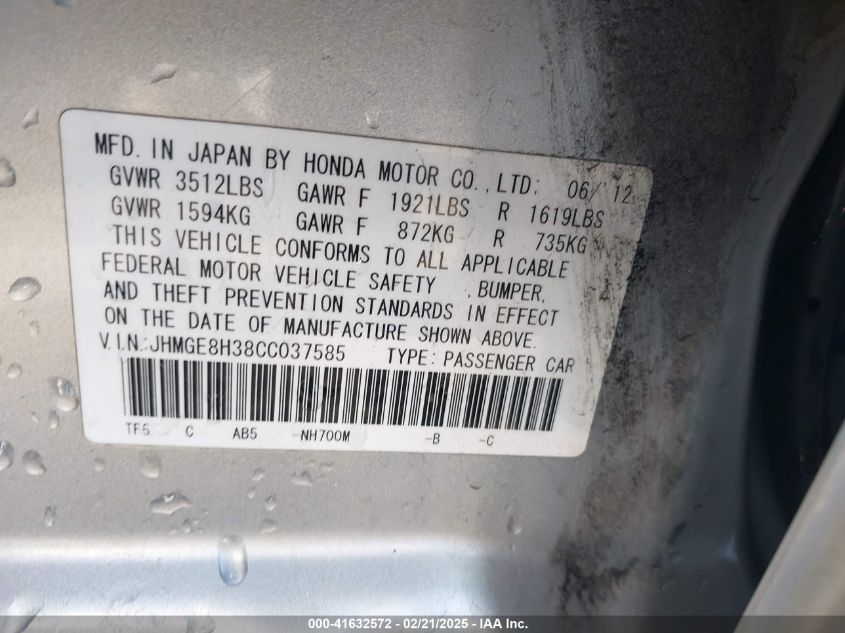 MFD. IN JAPAN BY HONDA MOTOR CO., LTD: 06/'12
GVWR 3512LBS GAWR F 1921LBS R 1619LBS
GVWR 1594KG GAWR F 872KG R 735KG
THIS VEHICLE CONFORMS TO ALL APPLICABLE
FEDERAL MOTOR VEHICLE SAFETY , BUMPER,
AND THEFT PREVENTION STANDARDS IN EFFECT
ON THE DATE OF MANUFACTURE SHOWN ABOVE.
V.I.N.:JHMGE8H38CC037585 TYPE: PASSENGER CAR
TF5 C AB5 -NH700M -B -C
000-41632572 - 02/21/2025 - IAA Inc.